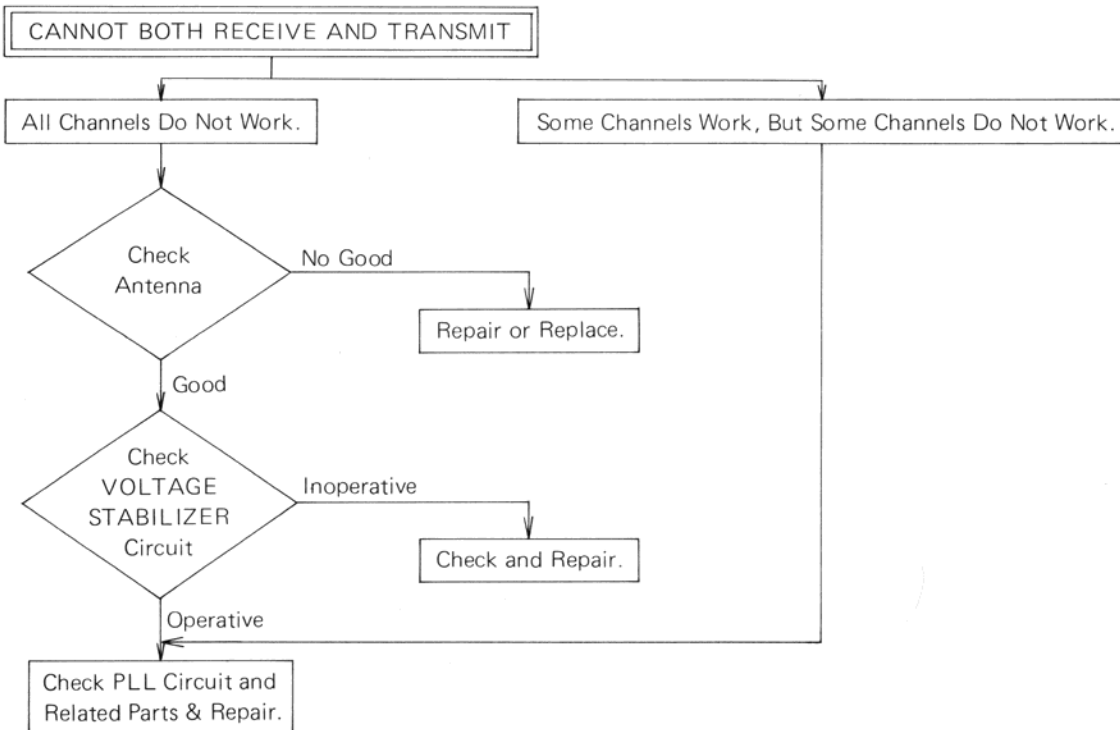 CANNOT BOTH RECEIVE AND TRANSMIT
All Channels Do Not Work.
Some Channels Work, But Some Channels Do Not Work.
Check
Antenna
No Good
Repair or Replace.
Good
Check
VOLTAGE
STABILIZER
Circuit
Inoperative
Check and Repair.
Operative
Check PLL Circuit and
Related Parts & Repair.